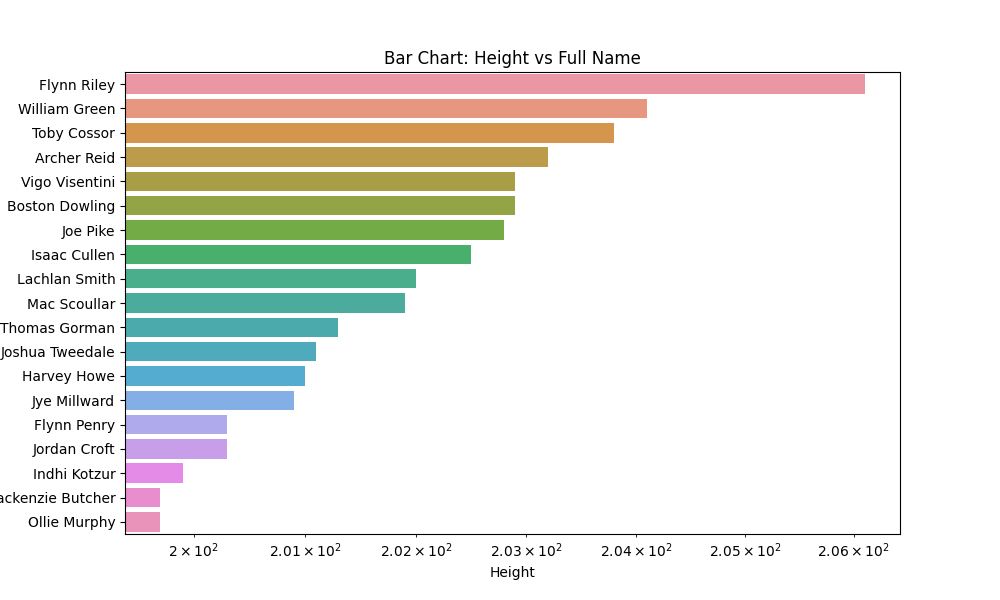 Bar Chart: Height vs Full Name
Flynn Riley
William Green
Toby Cossor
Archer Reid
Vigo Visentini
Boston Dowling
Joe Pike
Isaac Cullen
Lachlan Smith
Mac Scoullar
Thomas Gorman
Joshua Tweedale
Harvey Howe
Jye Millward
Flynn Penry
Jordan Croft
Indhi Kotzur
ackenzie Butcher
Ollie Murphy
2 × 10² 2.01 × 10² 2.02 × 10² 2.03 × 10² 2.04 × 10² 2.05 × 10² 2.06 × 10²
Height